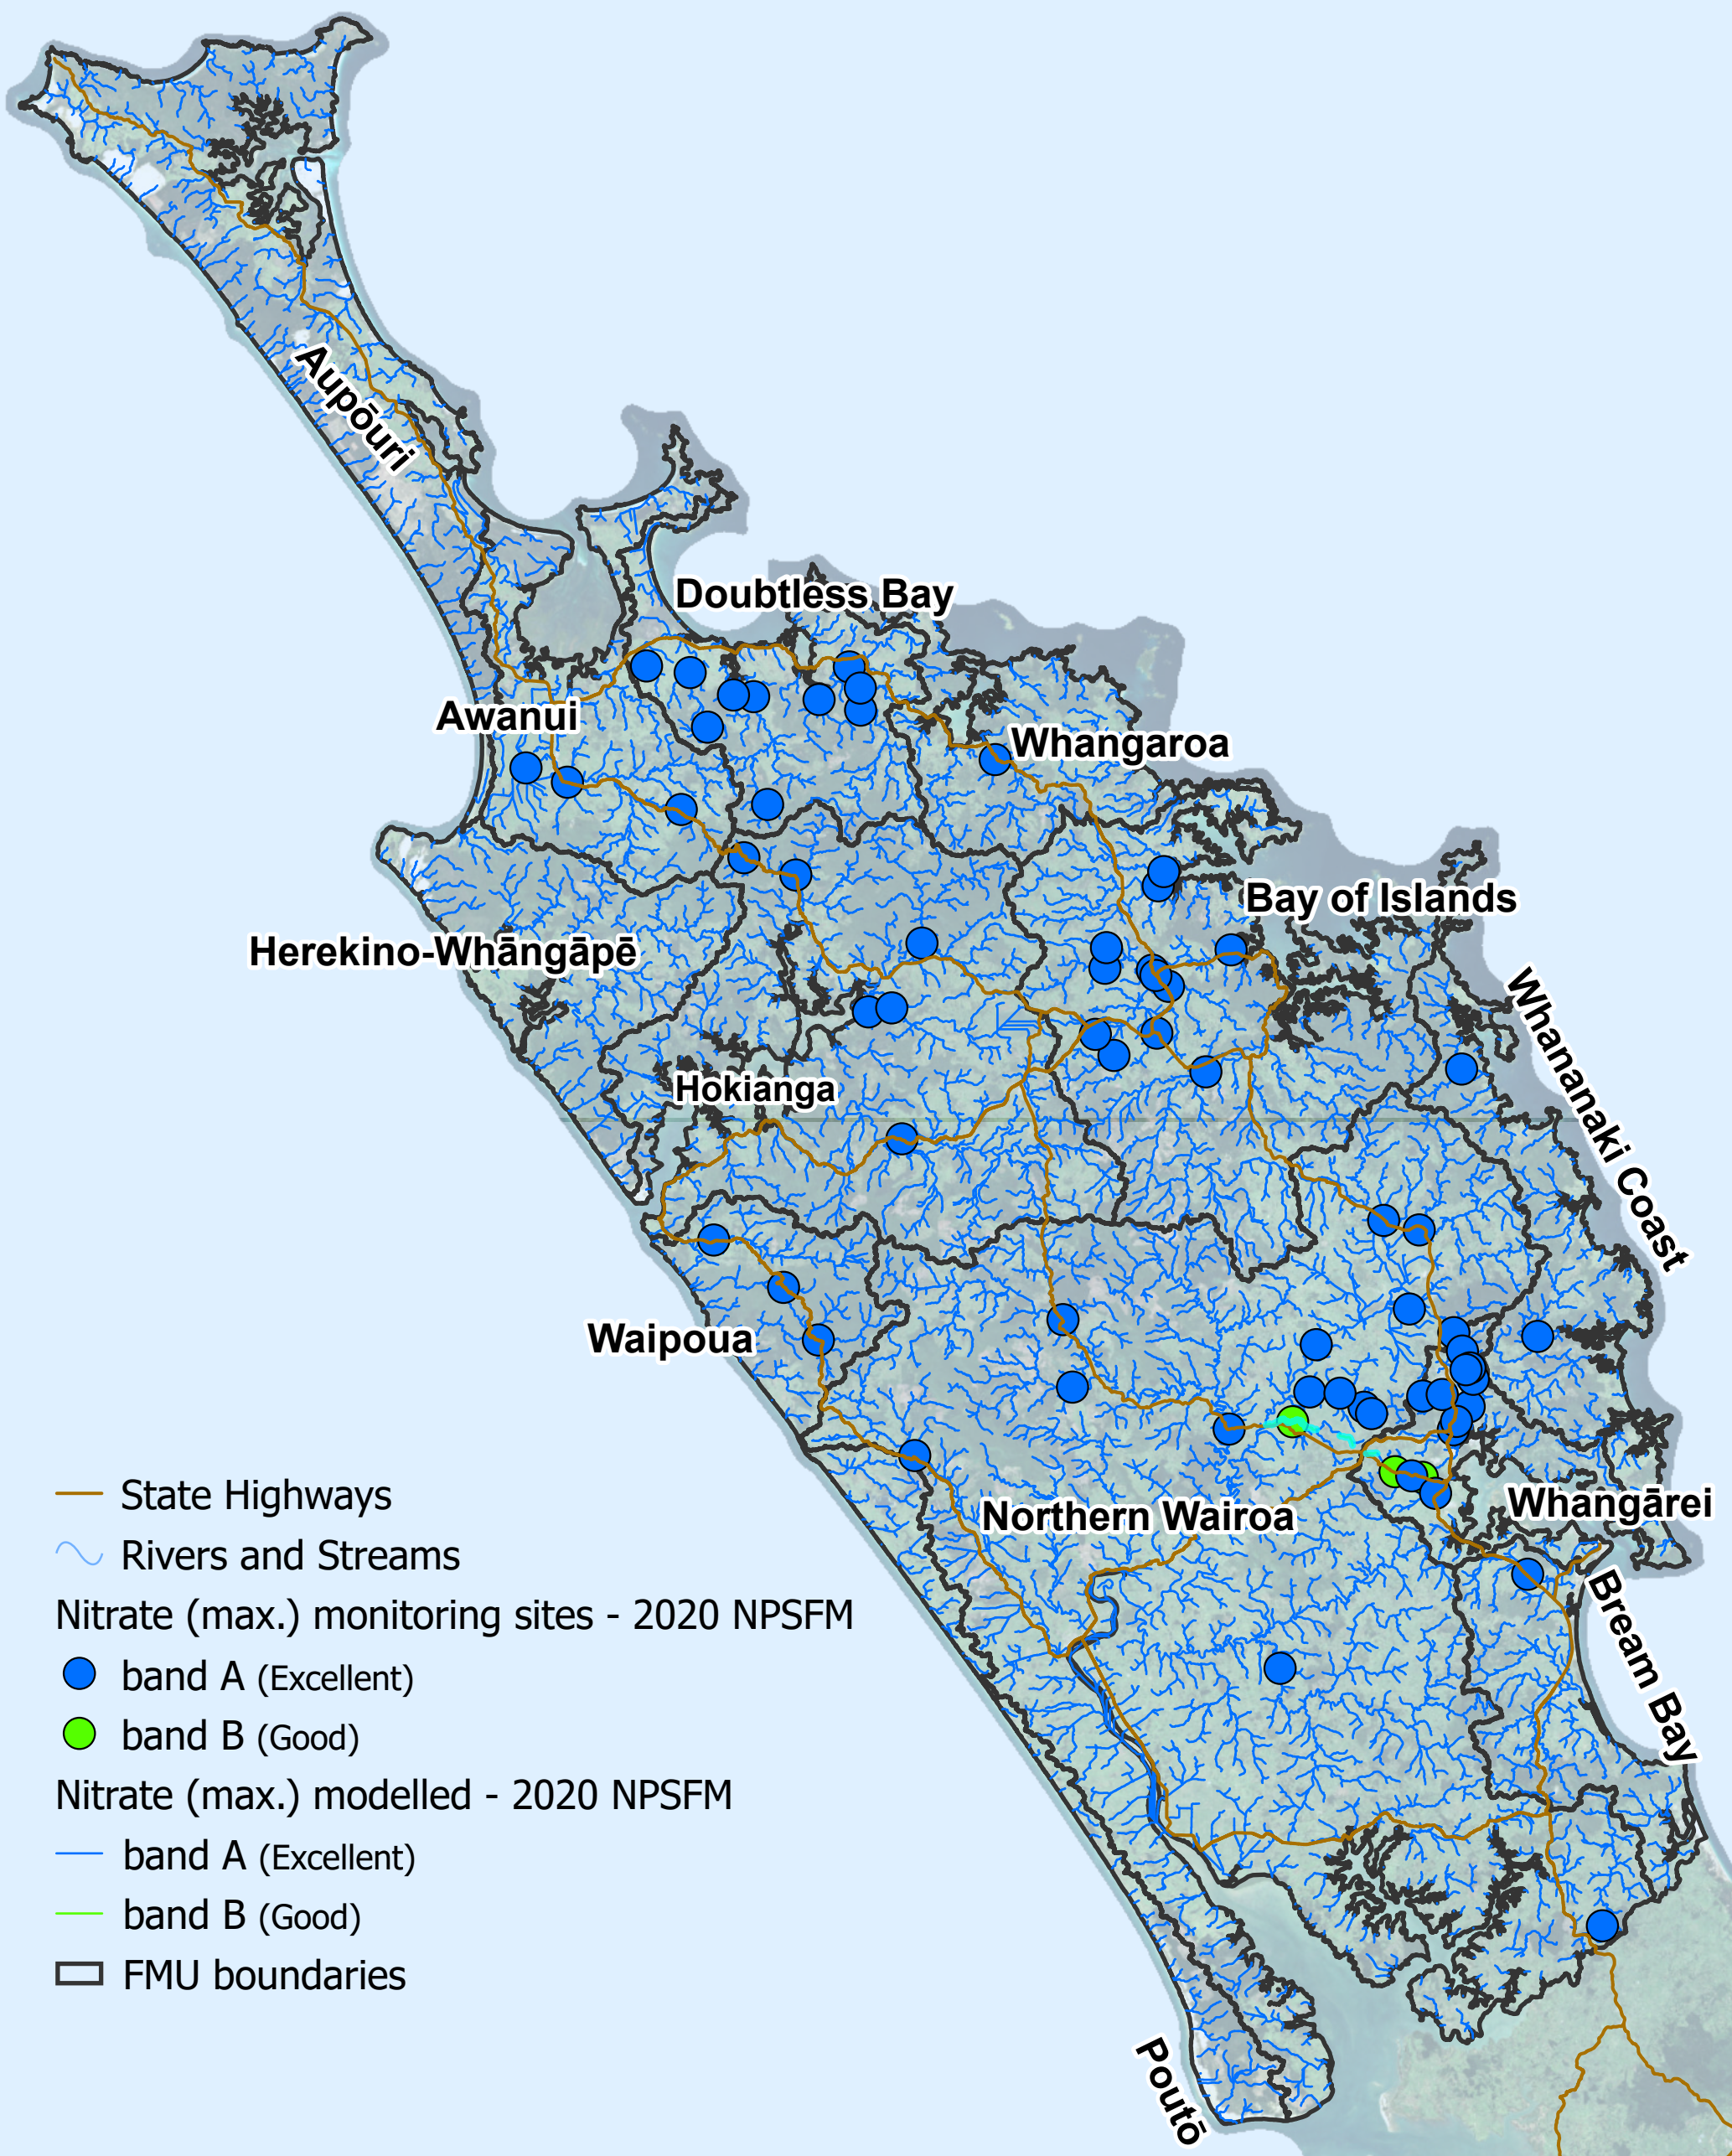 Aupōuri
Doubtless Bay
Awanui
Whangaroa
Bay of Islands
Herekino-Whāngāpē
Whananaki Coast
Hokianga
Waipoua
Northern Wairoa
Whangārei
Bream Bay
Poutō
State Highways
Rivers and Streams
Nitrate (max.) monitoring sites - 2020 NPSFM
band A (Excellent)
band B (Good)
Nitrate (max.) modelled - 2020 NPSFM
band A (Excellent)
band B (Good)
FMU boundaries